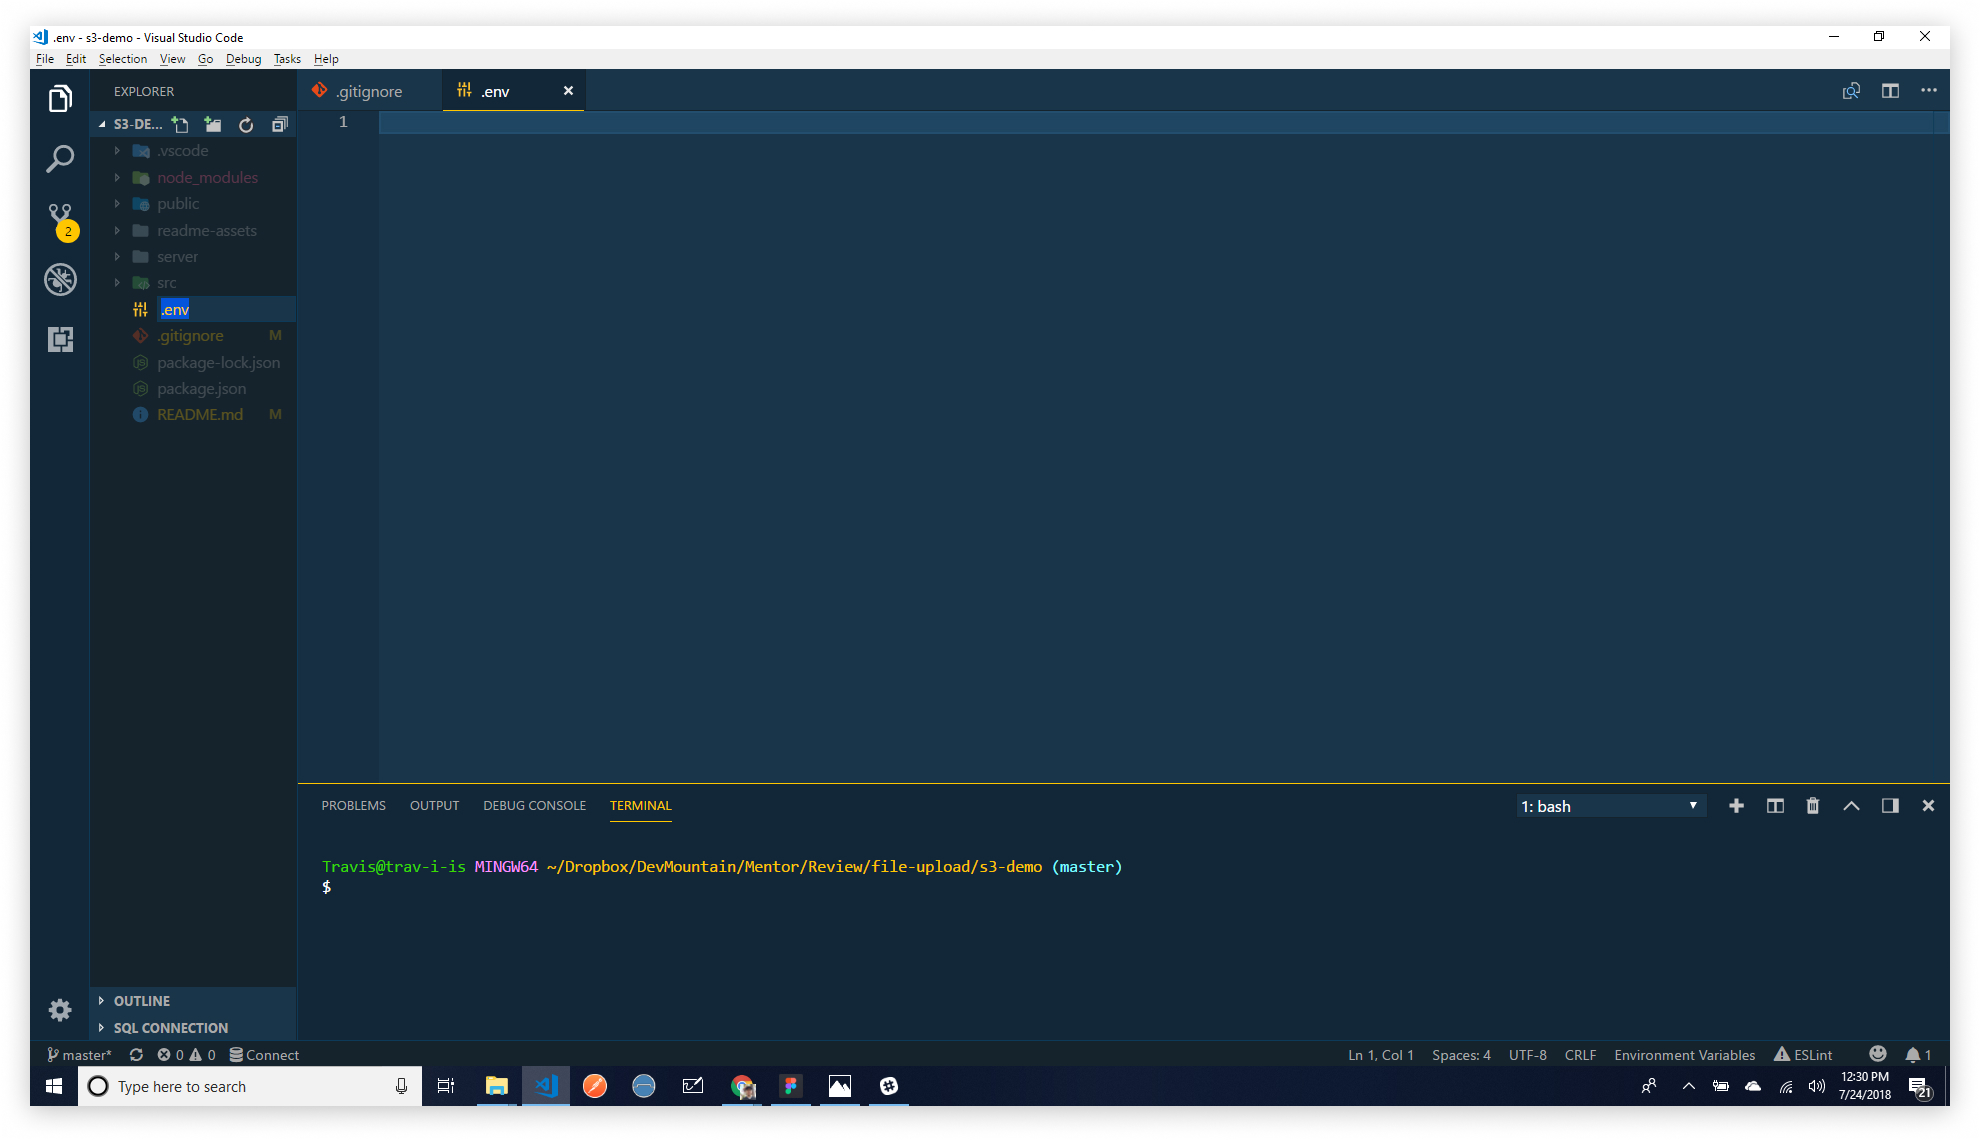 .env - s3-demo - Visual Studio Code
File Edit Selection View Go Debug Tasks Help
EXPLORER
.gitignore
.env
S3-DE...
1
.vscode
node_modules
public
readme-assets
server
src
.env
.gitignore M
package-lock.json
package.json
README.md M
2
OUTLINE
SQL CONNECTION
PROBLEMS OUTPUT DEBUG CONSOLE TERMINAL
1: bash
Travis@trav-i-is MINGW64 ~/Dropbox/DevMountain/Mentor/Review/file-upload/s3-demo (master)
$
master* 0 0 Connect
Ln 1, Col 1 Spaces: 4 UTF-8 CRLF Environment Variables ESLint 1
Type here to search
12:30 PM
7/24/2018
21